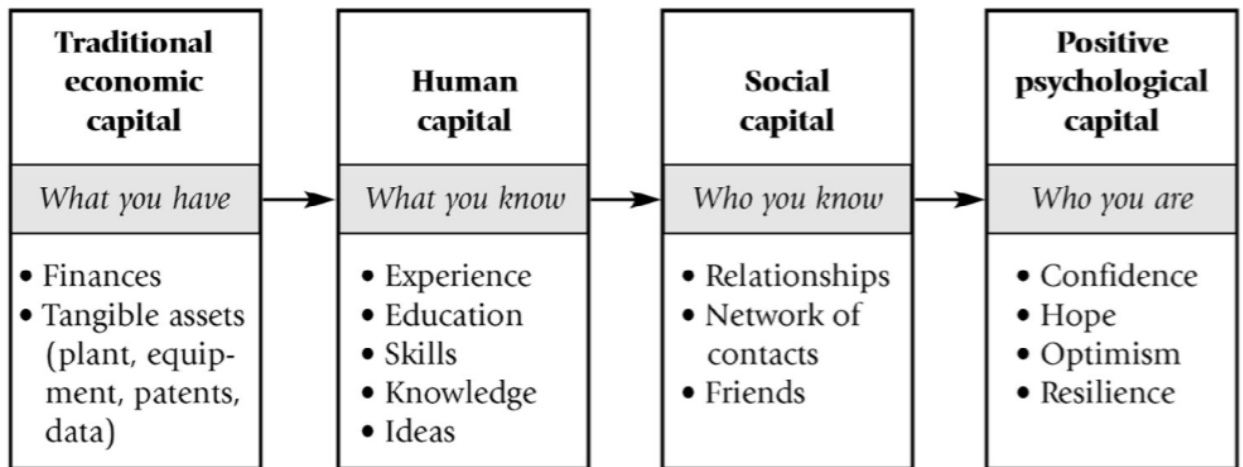 Traditional
economic
capital
What you have
• Finances
• Tangible assets
(plant, equip-
ment, patents,
data)
Human
capital
What you know
• Experience
• Education
• Skills
• Knowledge
• Ideas
Social
capital
Who you know
• Relationships
• Network of
contacts
• Friends
Positive
psychological
capital
Who you are
• Confidence
• Hope
• Optimism
• Resilience